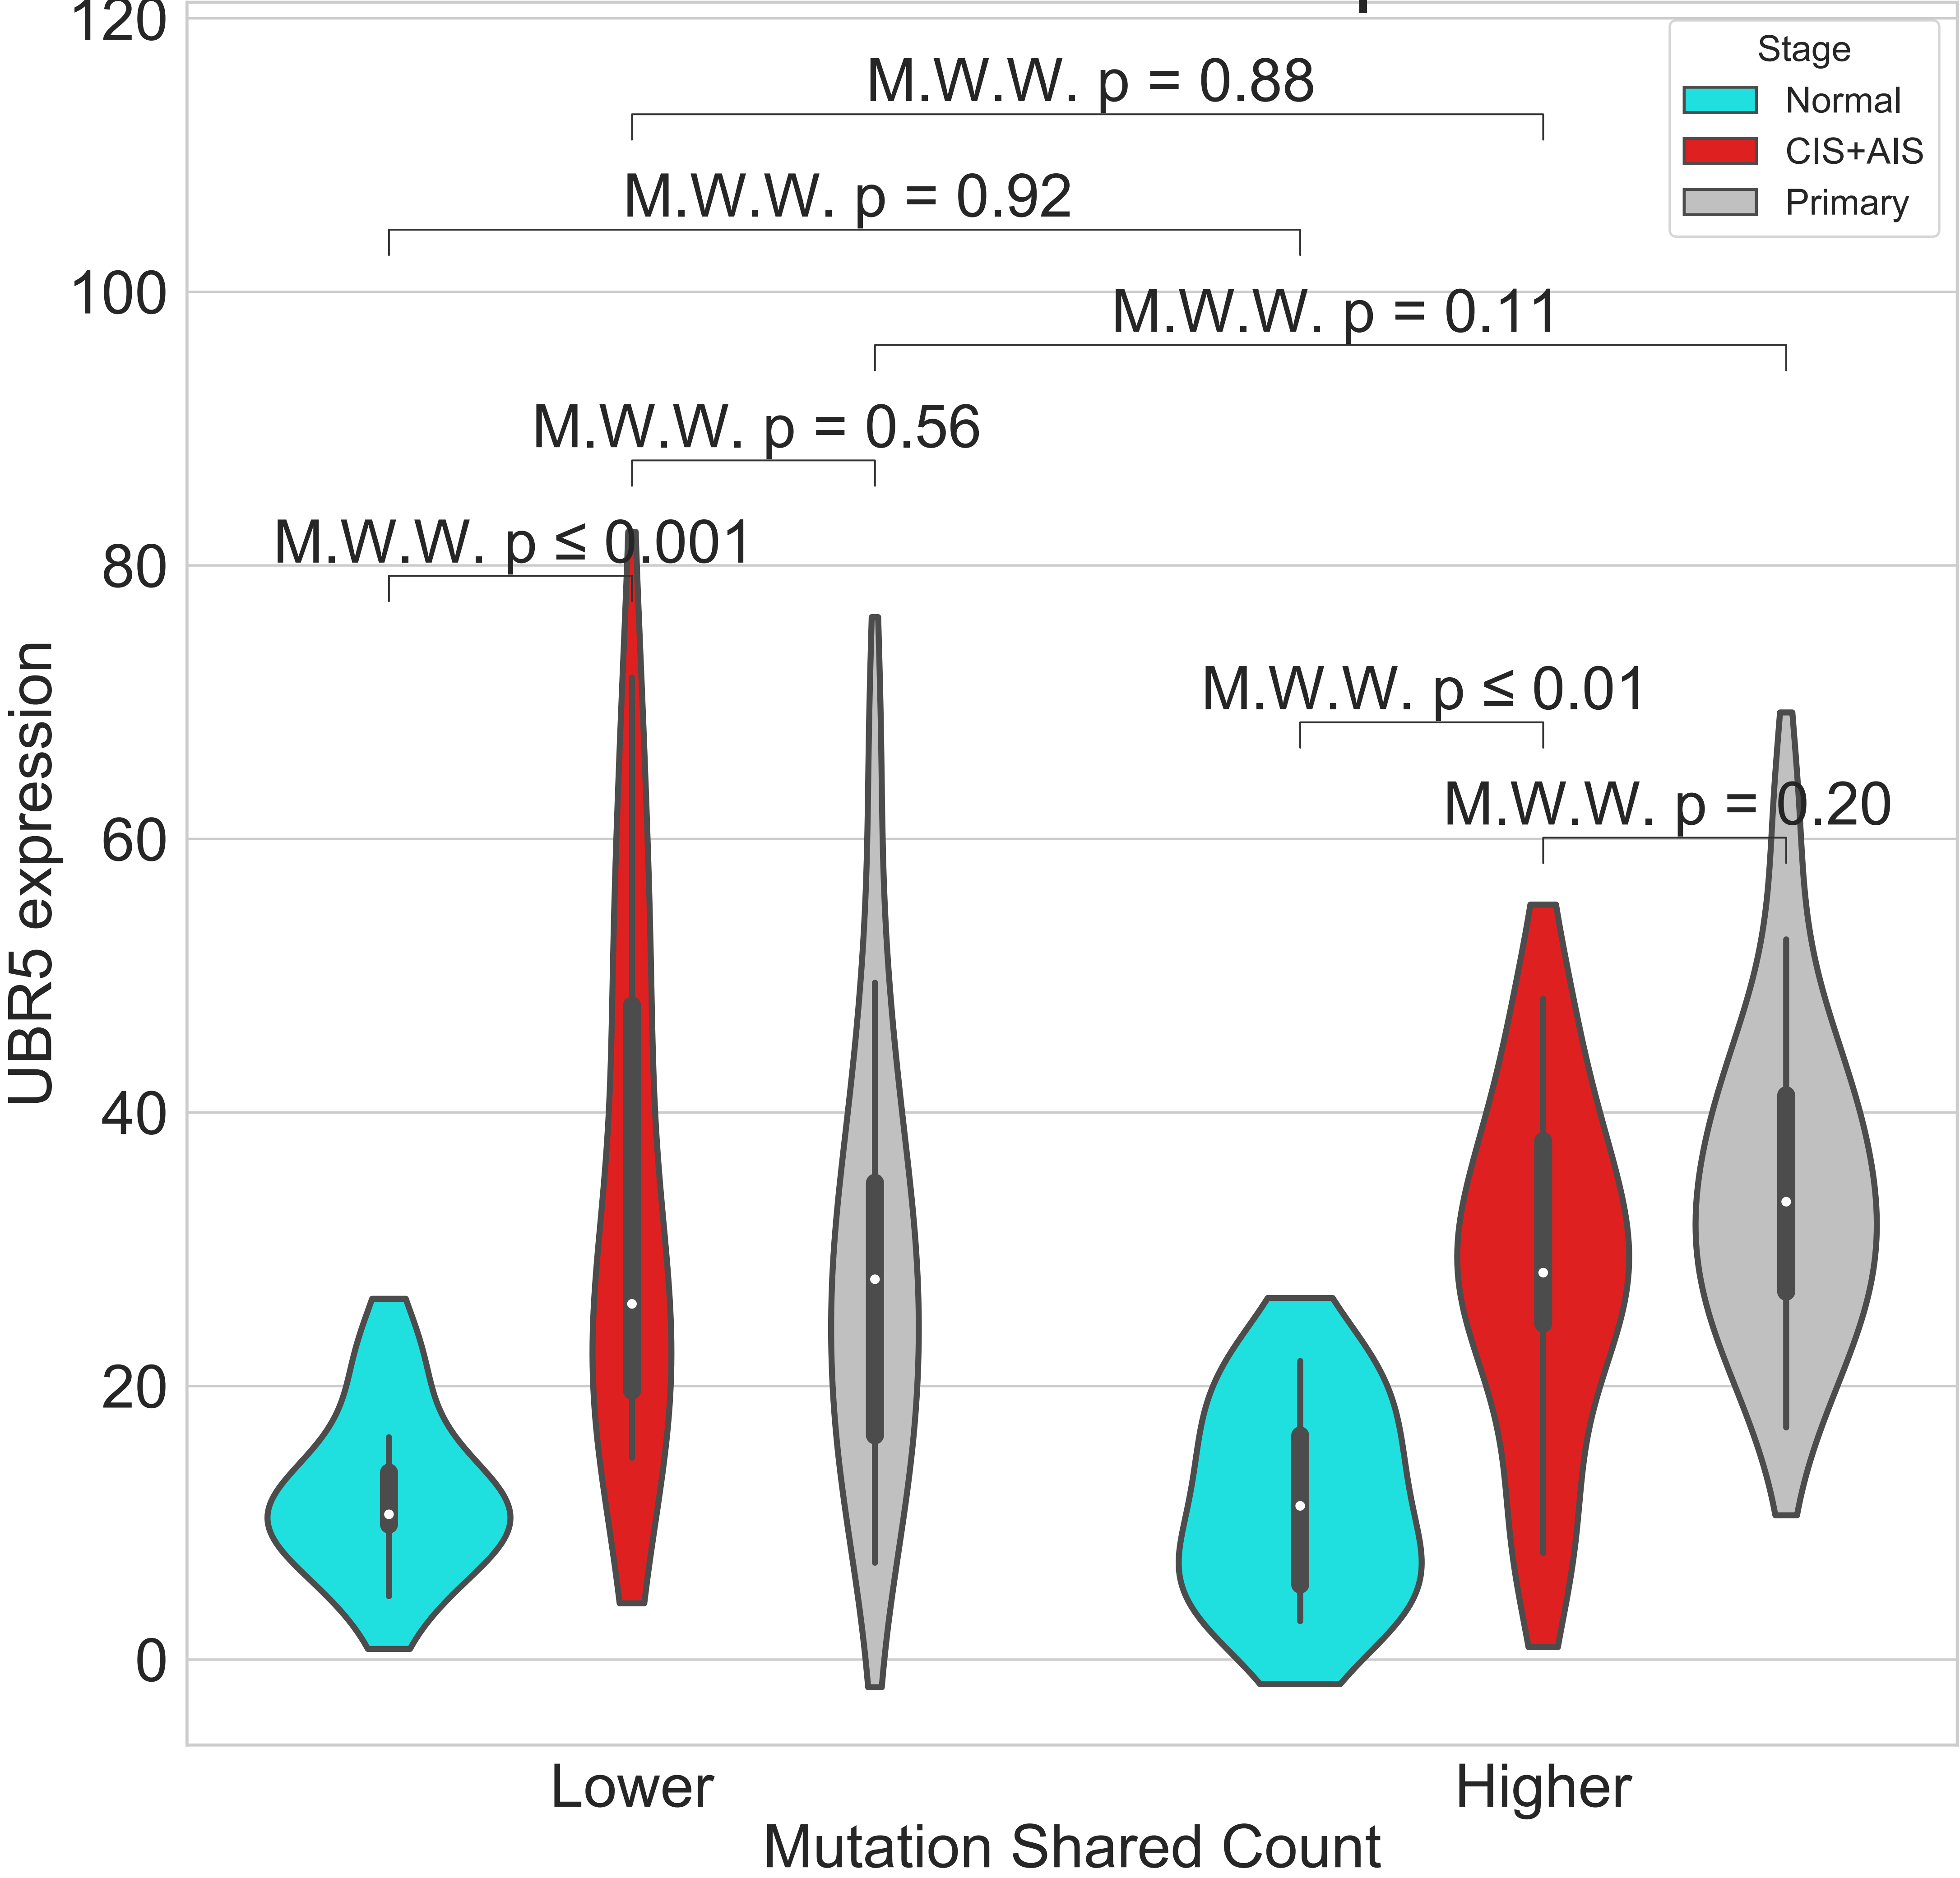 120
M.W.W. p = 0.88
Stage
Normal
CIS+AIS
Primary
M.W.W. p = 0.92
100
M.W.W. p = 0.11
M.W.W. p = 0.56
M.W.W. p ≤ 0.001
80
M.W.W. p ≤ 0.01
M.W.W. p = 0.20
60
UBR5 expression
40
20
0
Lower
Higher
Mutation Shared Count